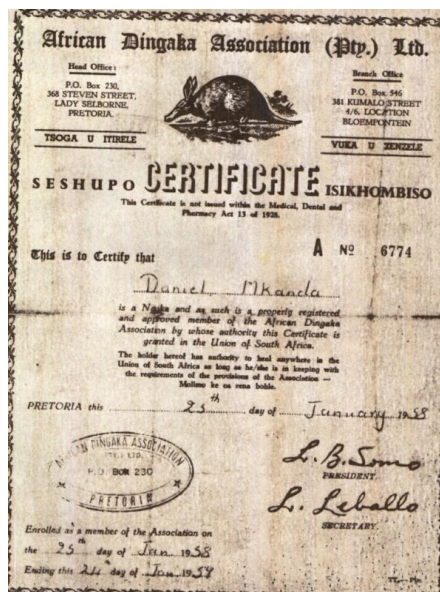 African Dingaka Association (Pty.) Ltd.
Head Office:
P.O. Box 230,
368 STEVEN STREET,
LADY SELBORNE,
PRETORIA.
TSOGA U ITIRELE
Branch Office
P.O. Box 546
381 KUMALO STREET
4/6, LOCATION
BLOEMFONTEIN
VUKA U ZENZELE
SESHUPO CERTIFICATE ISIKHOMBISO
This Certificate is not issued within the Medical, Dental and
Pharmacy Act 13 of 1928.
A Nº 6774
This is to Certify that
Daniel Mkanda
is a Ngaka and as such is a properly registered
and approved member of the African Dingaka
Association by whose authority this Certificate is
granted in the Union of South Africa.
The holder hereof has authority to heal anywhere in the
Union of South Africa as long as he/she is in keeping with
the requirements of the provisions of the Association —
Molimo ke oa rena bohle.
PRETORIA this 25th day of January 1958
AFRICAN DINGAKA ASSOCIATION
(PTY.) LTD.
P.O. BOX 230
PRETORIA
PRESIDENT.
L. Leballo
SECRETARY.
Enrolled as a member of the Association on
the 25th day of Jan. 1958
Ending this 24th day of Jan 1959